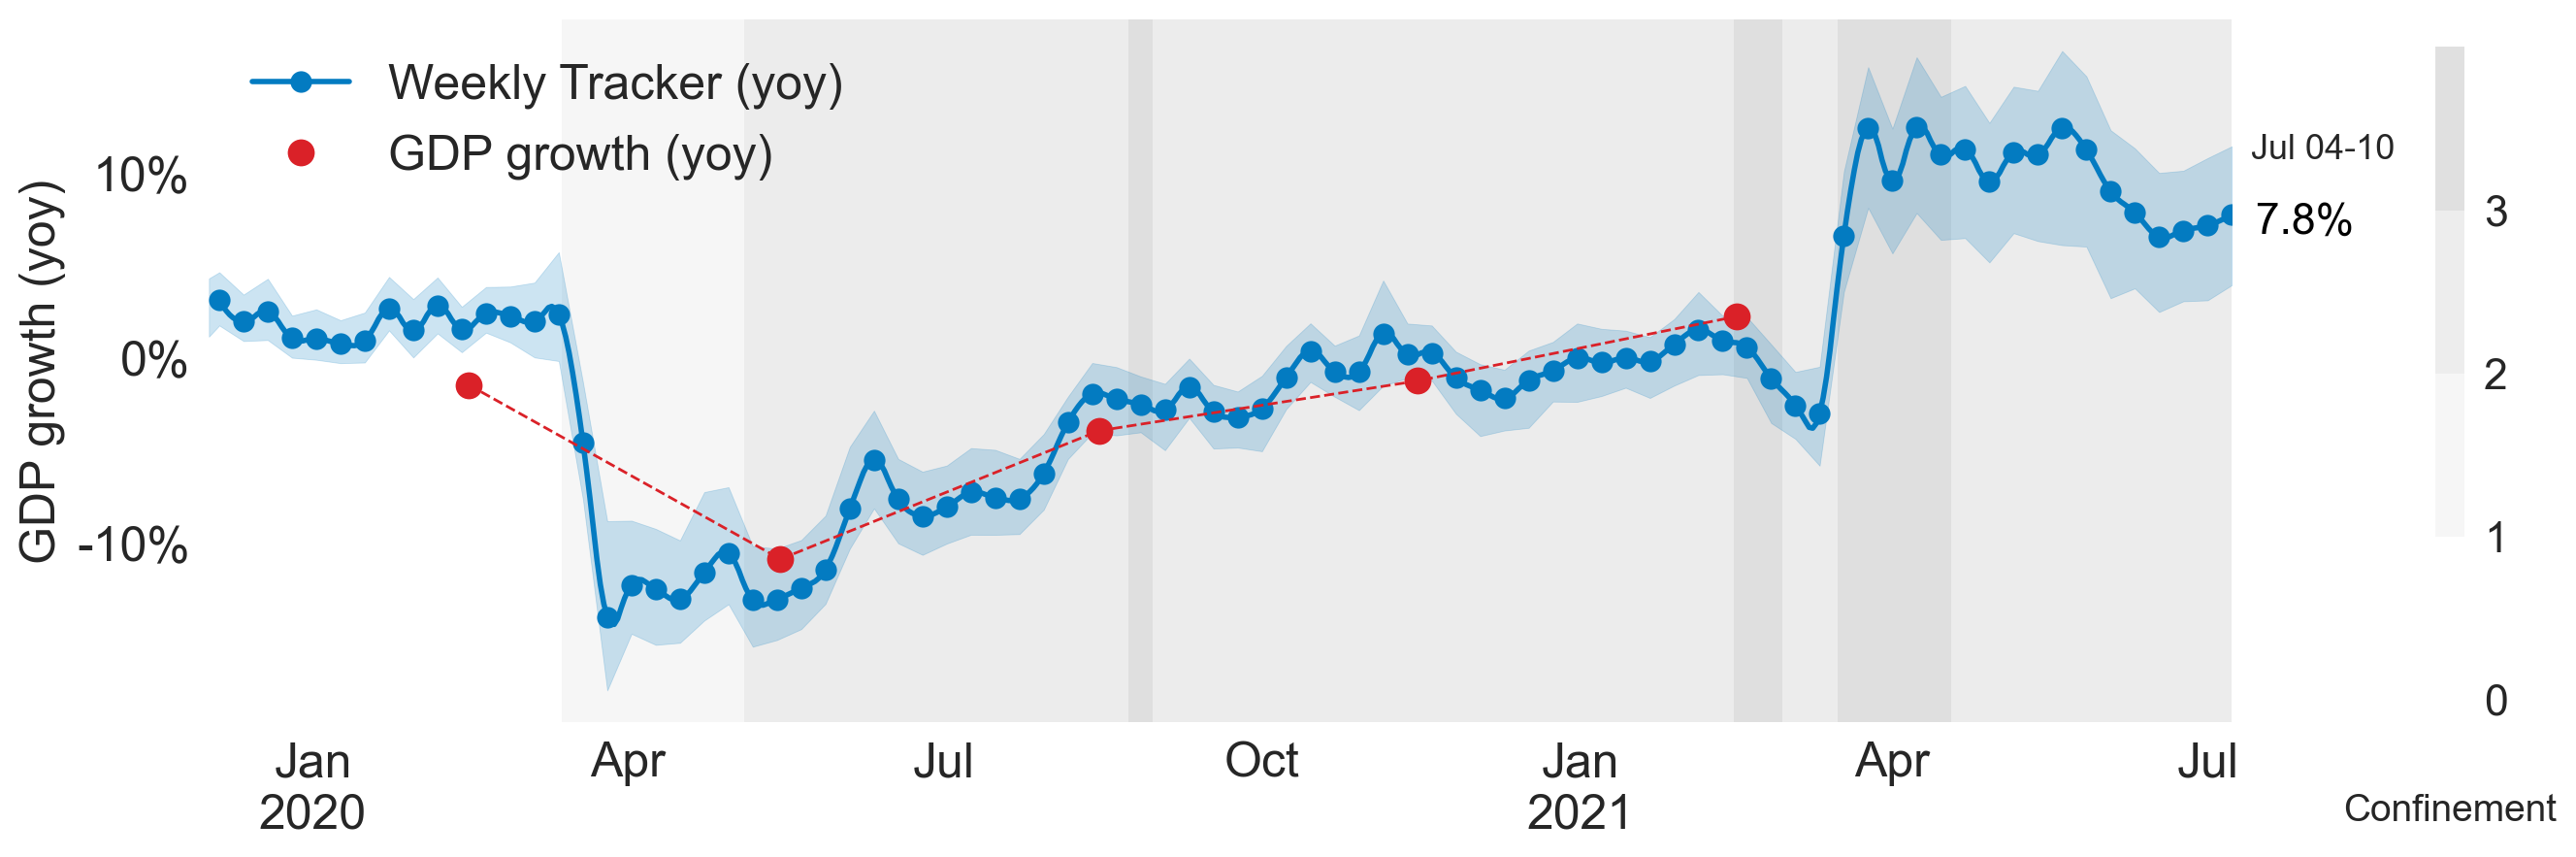 Weekly Tracker (yoy)
GDP growth (yoy)
GDP growth (yoy)
10%
0%
-10%
Jul 04-10
7.8%
3
2
1
0
Jan Apr Jul Oct Jan Apr Jul
2020 2021
Confinement